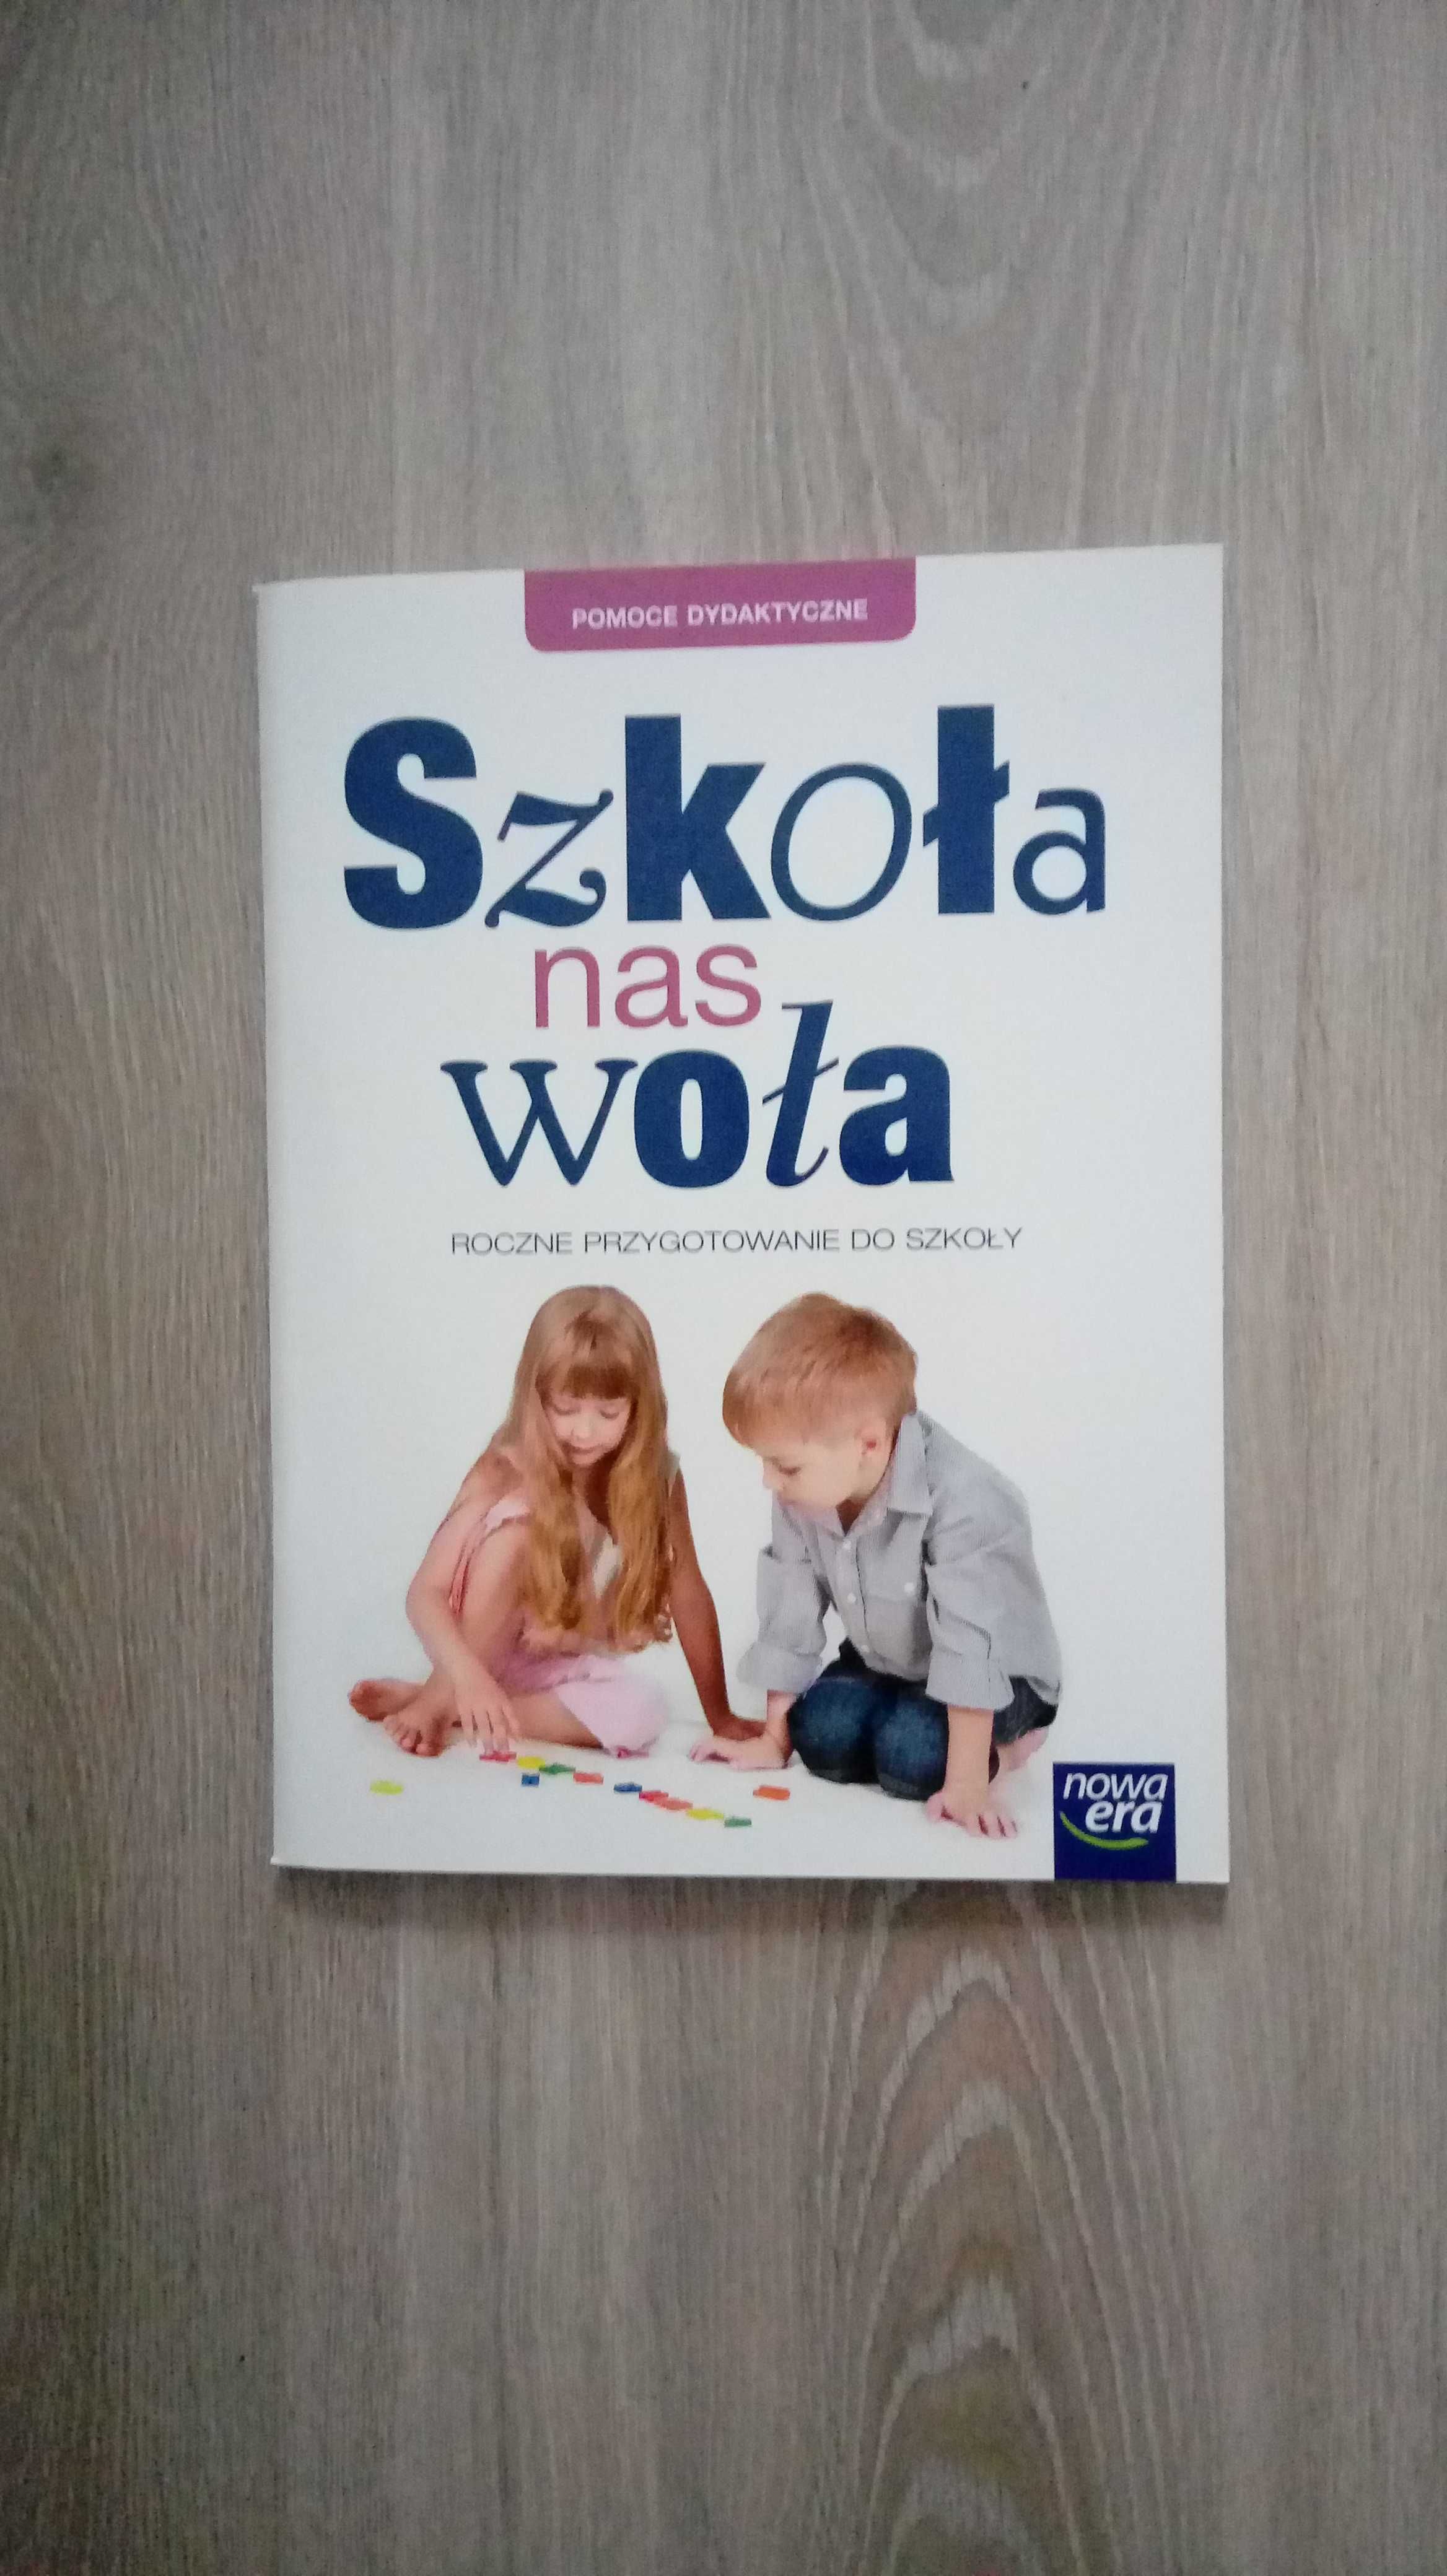 POMOCE DYDAKTYCZNE
Szkoła
nas
woła
ROCZNE PRZYGOTOWANIE DO SZKOŁY
nowa
era